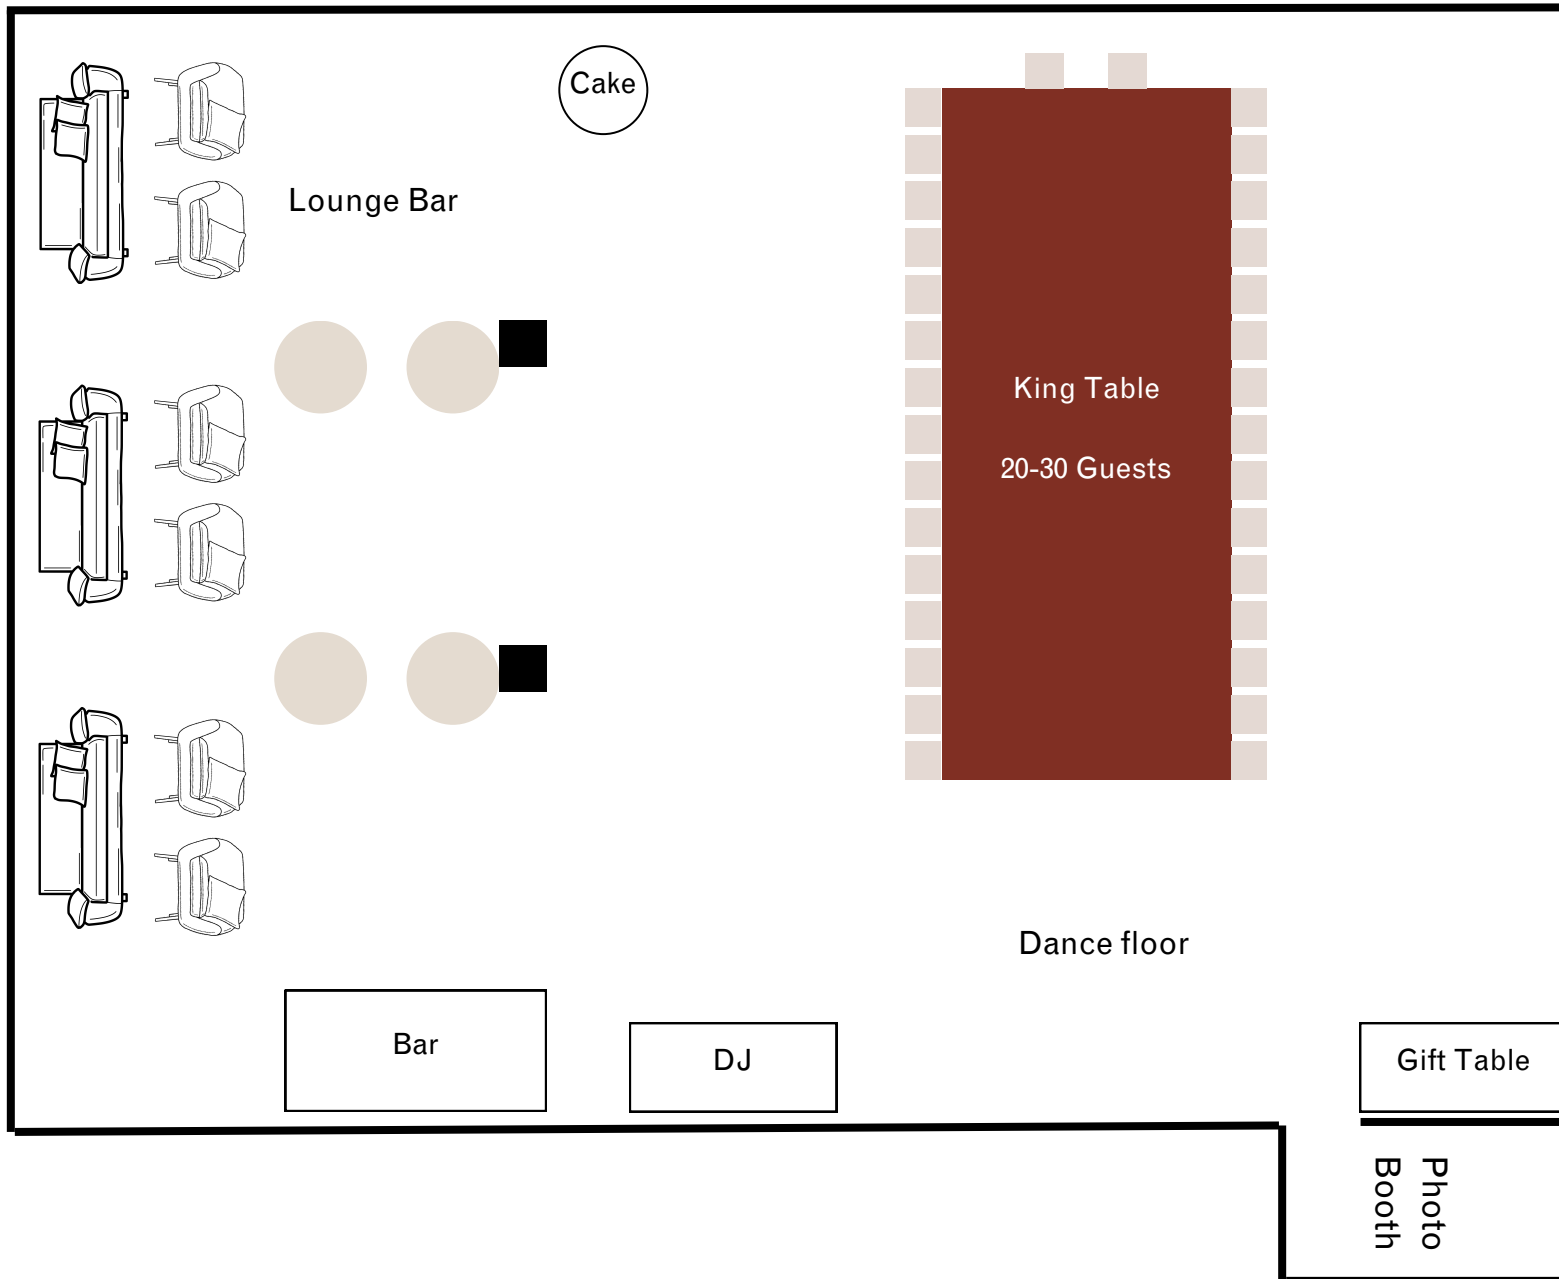 Cake
Lounge Bar
King Table
20-30 Guests
Dance floor
Bar
DJ
Gift Table
Photo
Booth